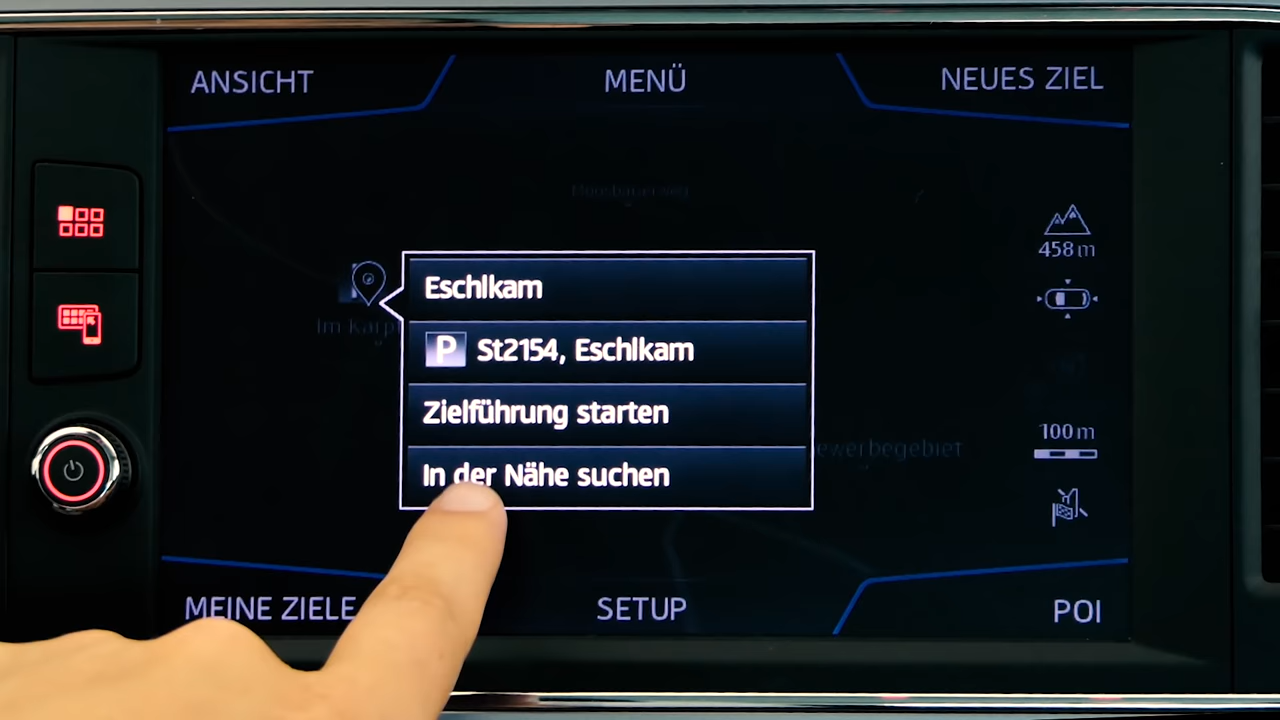 ANSICHT
MENÜ
NEUES ZIEL
458 m
Eschlkam
P St2154, Eschlkam
Zielführung starten
In der Nähe suchen
Im
100 m
MEINE ZIELE
SETUP
POI